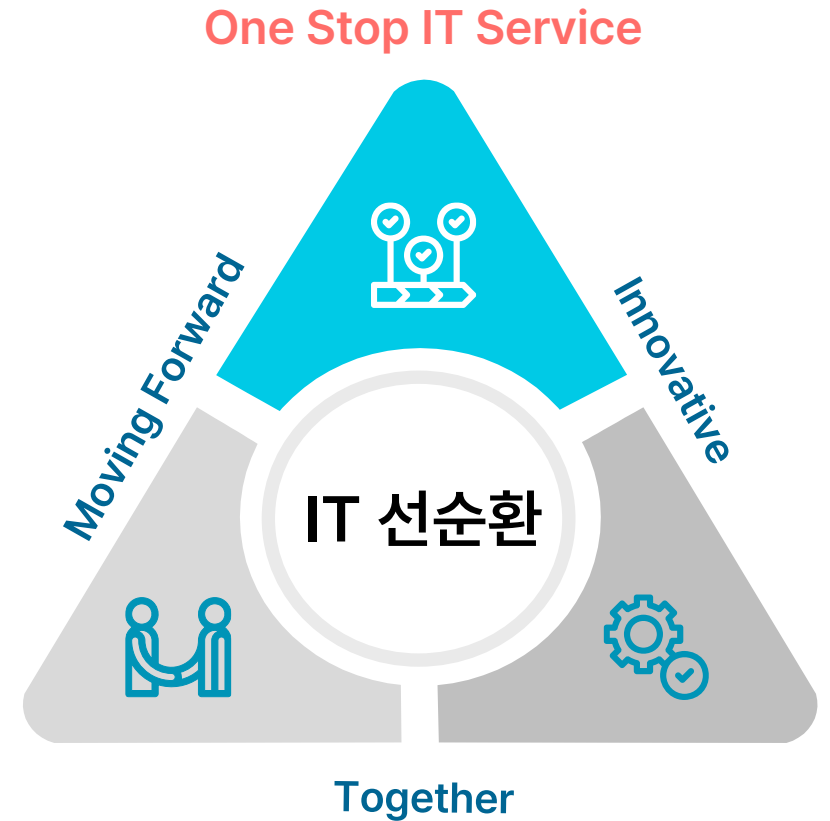 One Stop IT Service
Moving Forward
Innovative
IT 선순환
Together